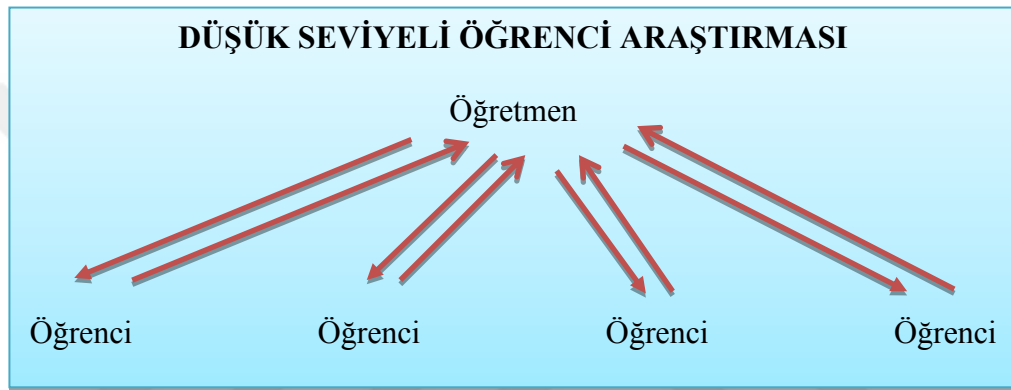 DÜŞÜK SEVİYELİ ÖĞRENCİ ARAŞTIRMASI
Öğretmen
Öğrenci Öğrenci Öğrenci Öğrenci